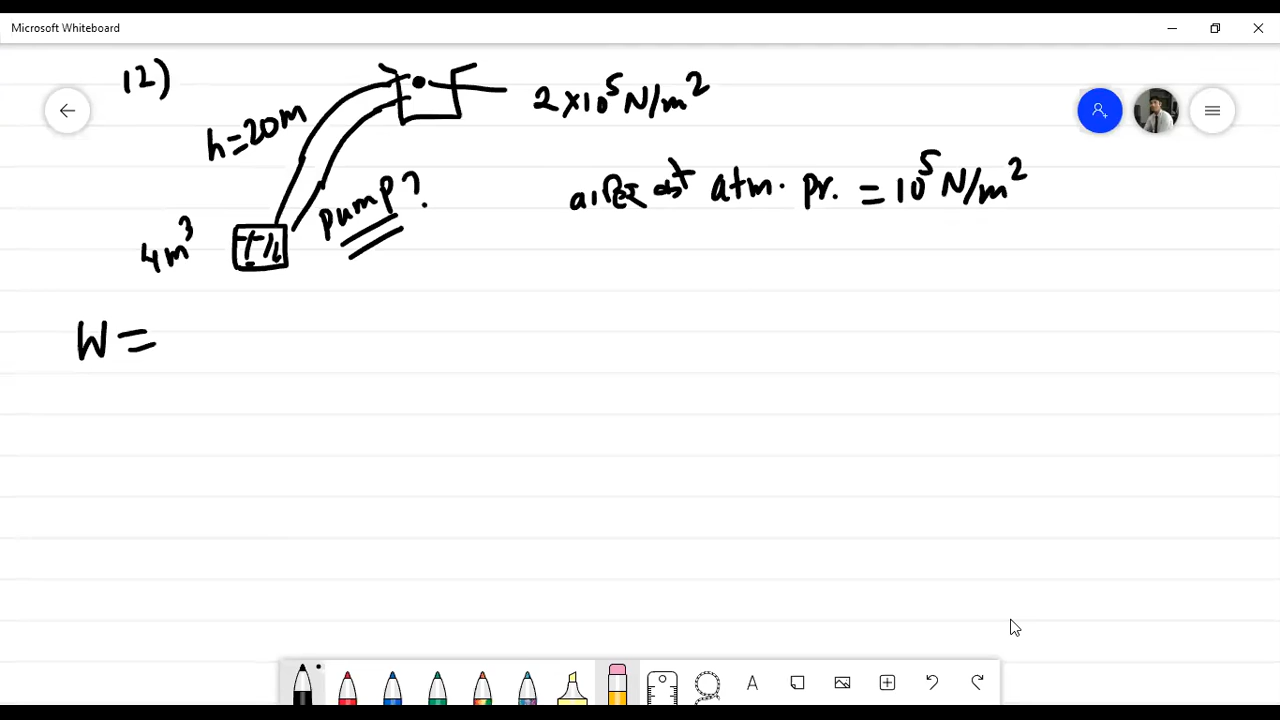 Microsoft Whiteboard
12)
h=20m
2×10⁵ N/m²
atm. pr. = 10⁵ N/m²
pump?
4m³
W=
A